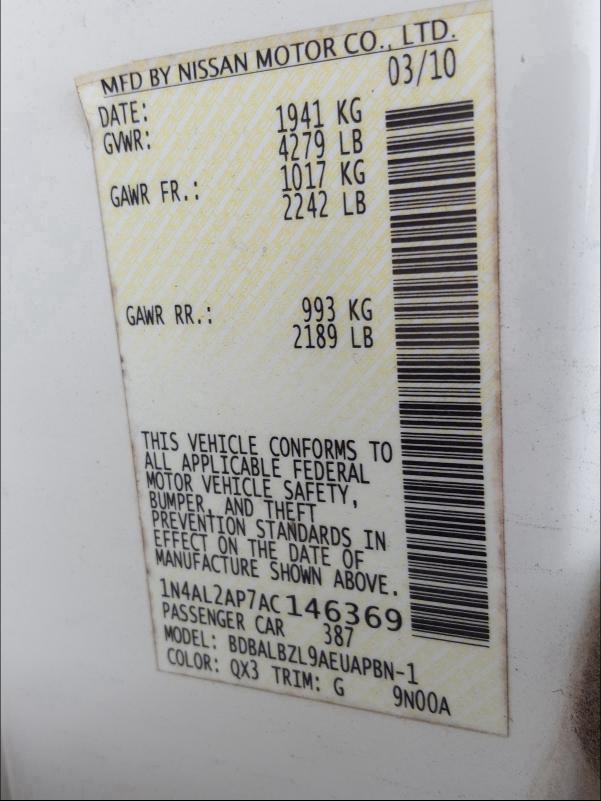 MFD BY NISSAN MOTOR CO., LTD.
DATE: 03/10
GVWR: 1941 KG
4279 LB
GAWR FR.: 1017 KG
2242 LB
GAWR RR.: 993 KG
2189 LB
THIS VEHICLE CONFORMS TO
ALL APPLICABLE FEDERAL
MOTOR VEHICLE SAFETY,
BUMPER, AND THEFT
PREVENTION STANDARDS IN
EFFECT ON THE DATE OF
MANUFACTURE SHOWN ABOVE.
1N4AL2AP7AC146369
PASSENGER CAR 387
MODEL: BDBALBZL9AEUAPBN-1
COLOR: QX3 TRIM: G 9N00A